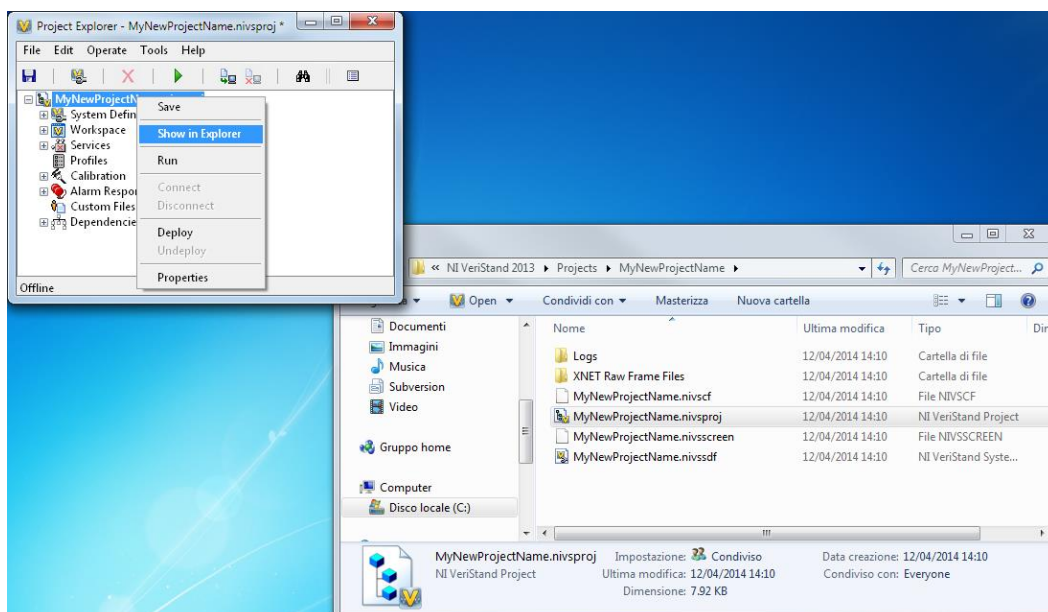 Project Explorer - MyNewProjectName.nivsproj *
File Edit Operate Tools Help
MyNewProjectN
System Defin
Workspace
Services
Profiles
Calibration
Alarm Respo
Custom Files
Dependencie
Offline
Save
Show in Explorer
Run
Connect
Disconnect
Deploy
Undeploy
Properties
« NI VeriStand 2013 Projects MyNewProjectName
Cerca MyNewProject...
Open Condividi con Masterizza Nuova cartella
Documenti
Immagini
Musica
Subversion
Video
Gruppo home
Computer
Disco locale (C:)
Nome Ultima modifica Tipo Dir
Logs 12/04/2014 14:10 Cartella di file
XNET Raw Frame Files 12/04/2014 14:10 Cartella di file
MyNewProjectName.nivscf 12/04/2014 14:10 File NIVSCF
MyNewProjectName.nivsproj 12/04/2014 14:10 NI VeriStand Project
MyNewProjectName.nivsscreen 12/04/2014 14:10 File NIVSSCREEN
MyNewProjectName.nivssdf 12/04/2014 14:10 NI VeriStand Syste...
MyNewProjectName.nivsproj Impostazione: Condiviso Data creazione: 12/04/2014 14:10
NI VeriStand Project Ultima modifica: 12/04/2014 14:10 Condiviso con: Everyone
Dimensione: 7.92 KB